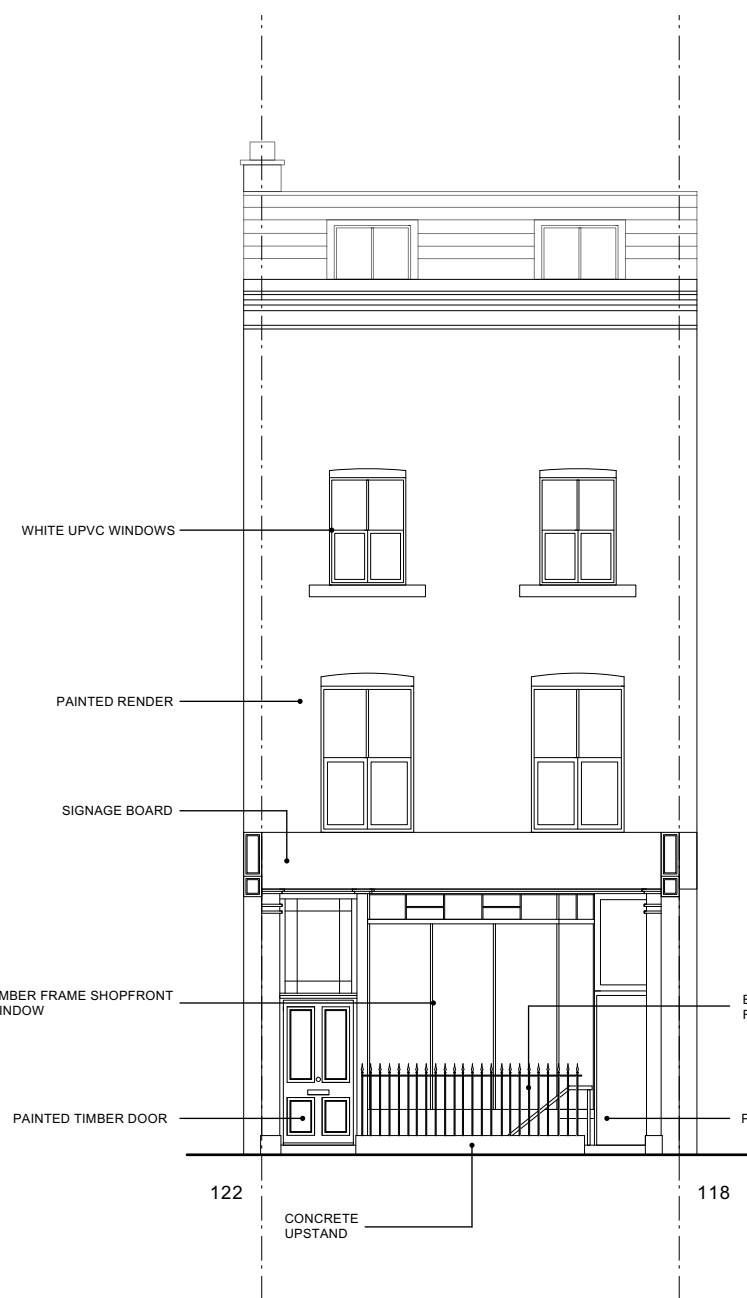 WHITE UPVC WINDOWS
PAINTED RENDER
SIGNAGE BOARD
MBER FRAME SHOPFRONT
INDOW
PAINTED TIMBER DOOR
122
118
CONCRETE
UPSTAND